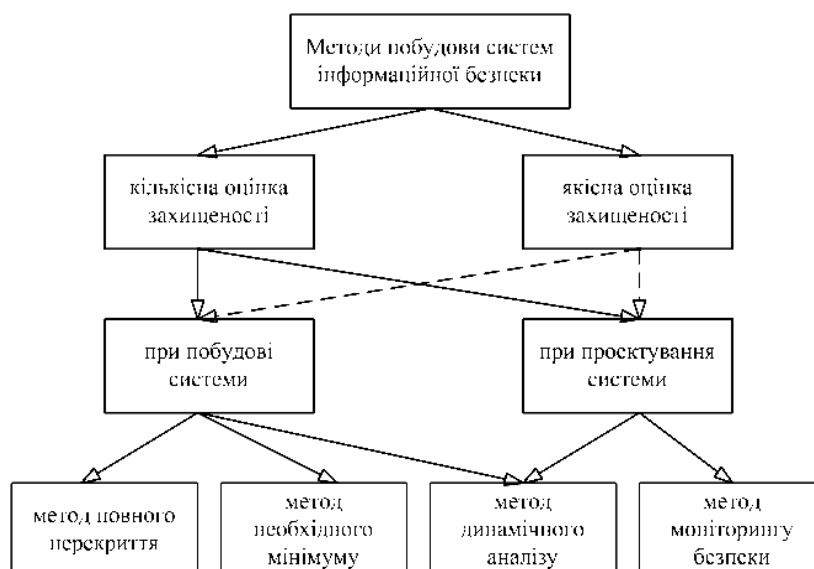 Методи побудови систем
інформаційної безпеки
кількісна оцінка
захищеності
якісна оцінка
захищеності
при побудові
системи
при проєктування
системи
метод повного
перекриття
метод
необхідного
мінімуму
метод
динамічного
аналізу
метод
моніторингу
безпеки